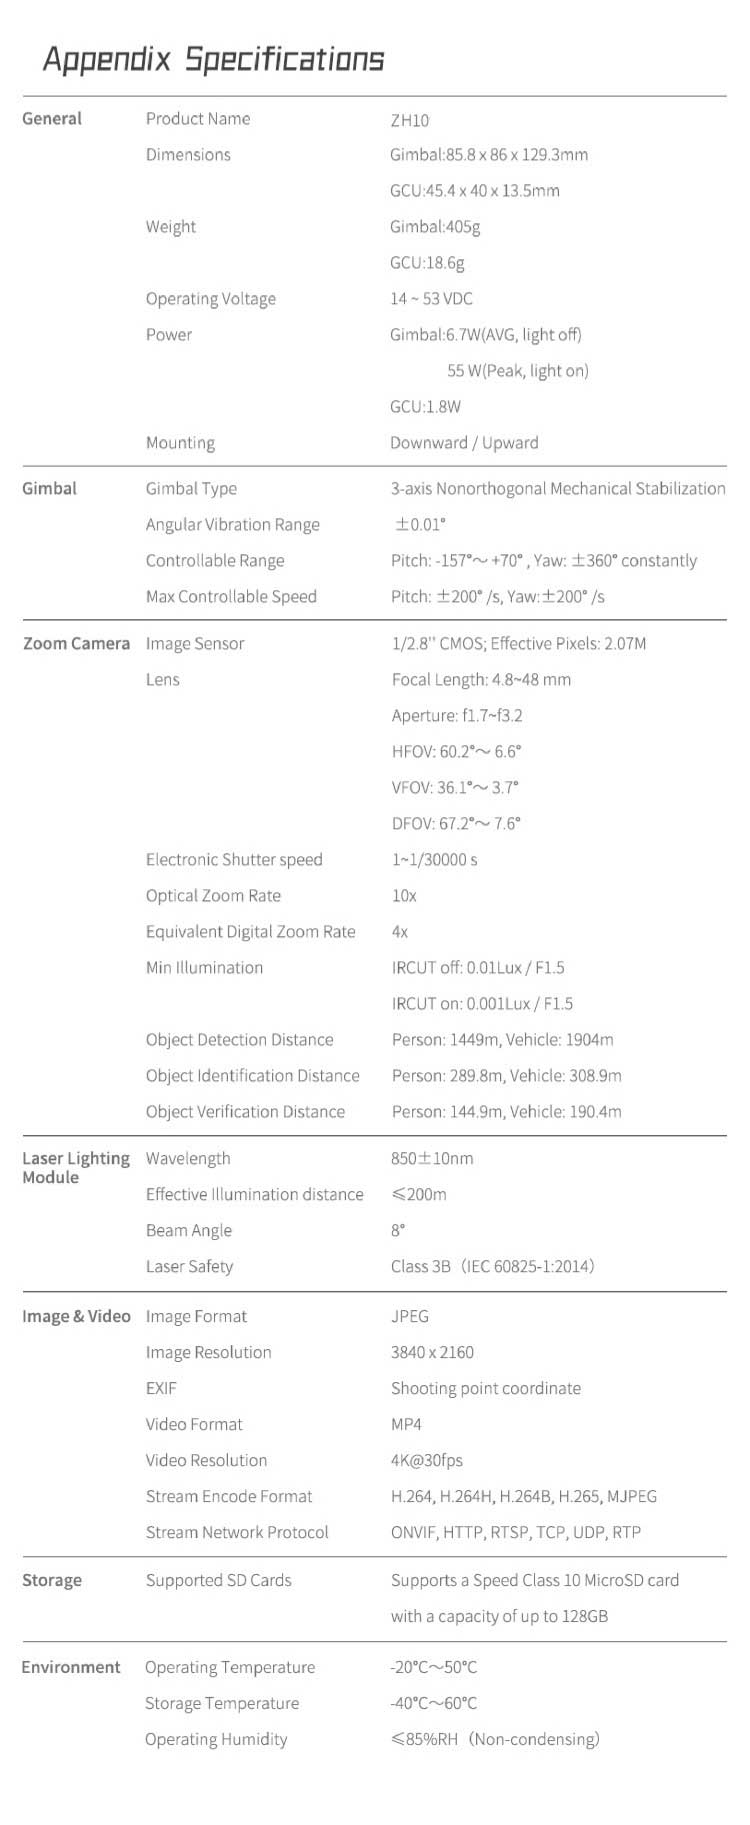 Appendix Specifications
General Product Name ZH10
Dimensions Gimbal:85.8 x 86 x 129.3mm
GCU:45.4 x 40 x 13.5mm
Weight Gimbal:405g
GCU:18.6g
Operating Voltage 14 ~ 53 VDC
Power Gimbal:6.7W(AVG, light off)
55 W(Peak, light on)
GCU:1.8W
Mounting Downward / Upward
Gimbal Gimbal Type 3-axis Nonorthogonal Mechanical Stabilization
Angular Vibration Range ±0.01°
Controllable Range Pitch: -157°～ +70° , Yaw: ±360° constantly
Max Controllable Speed Pitch: ±200° /s, Yaw:±200° /s
Zoom Camera Image Sensor 1/2.8'' CMOS; Effective Pixels: 2.07M
Lens Focal Length: 4.8~48 mm
Aperture: f1.7~f3.2
HFOV: 60.2°～ 6.6°
VFOV: 36.1°～ 3.7°
DFOV: 67.2°～ 7.6°
Electronic Shutter speed 1~1/30000 s
Optical Zoom Rate 10x
Equivalent Digital Zoom Rate 4x
Min Illumination IRCUT off: 0.01Lux / F1.5
IRCUT on: 0.001Lux / F1.5
Object Detection Distance Person: 1449m, Vehicle: 1904m
Object Identification Distance Person: 289.8m, Vehicle: 308.9m
Object Verification Distance Person: 144.9m, Vehicle: 190.4m
Laser Lighting Wavelength 850±10nm
Module
Effective Illumination distance ≤200m
Beam Angle 8°
Laser Safety Class 3B（IEC 60825-1:2014）
Image & Video Image Format JPEG
Image Resolution 3840 x 2160
EXIF Shooting point coordinate
Video Format MP4
Video Resolution 4K@30fps
Stream Encode Format H.264, H.264H, H.264B, H.265, MJPEG
Stream Network Protocol ONVIF, HTTP, RTSP, TCP, UDP, RTP
Storage Supported SD Cards Supports a Speed Class 10 MicroSD card
with a capacity of up to 128GB
Environment Operating Temperature -20°C～50°C
Storage Temperature -40°C～60°C
Operating Humidity ≤85%RH（Non-condensing）